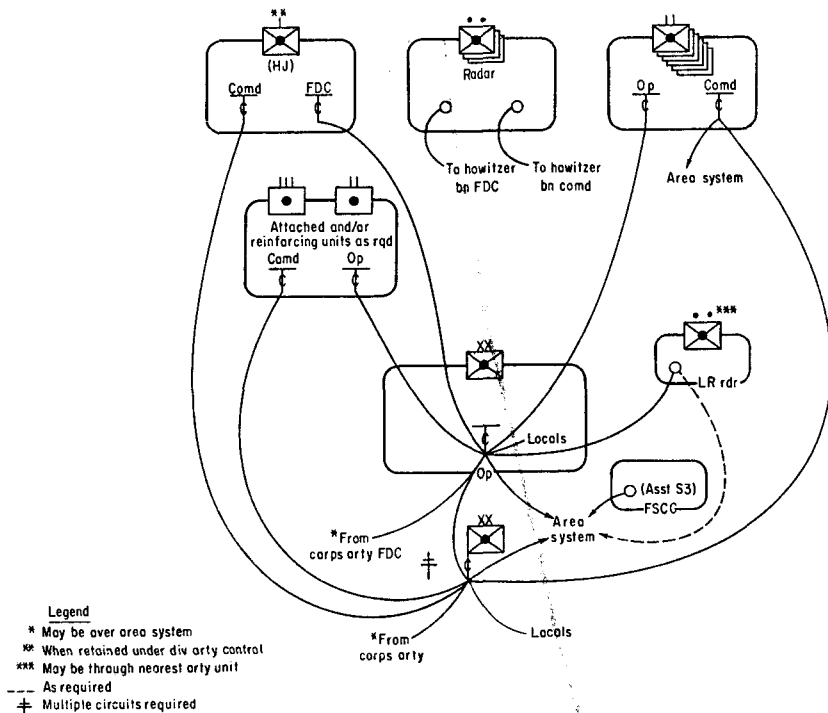 **
(HJ)
Comd FDC
C C
Radar
To howitzer
bp FDC
To howitzer
bn comd
Op Comd
C C
Area system
Attached and/or
reinforcing units as rqd
Comd Op
C C
***
LR rdr
XX
Locals
C
Op
(Asst S3)
FSCC
Area
system
*From
corps arty FDC
XX
C
Locals
*From
corps arty
Legend
* May be over area system
** When retained under div arty control
*** May be through nearest arty unit
--- As required
Multiple circuits required